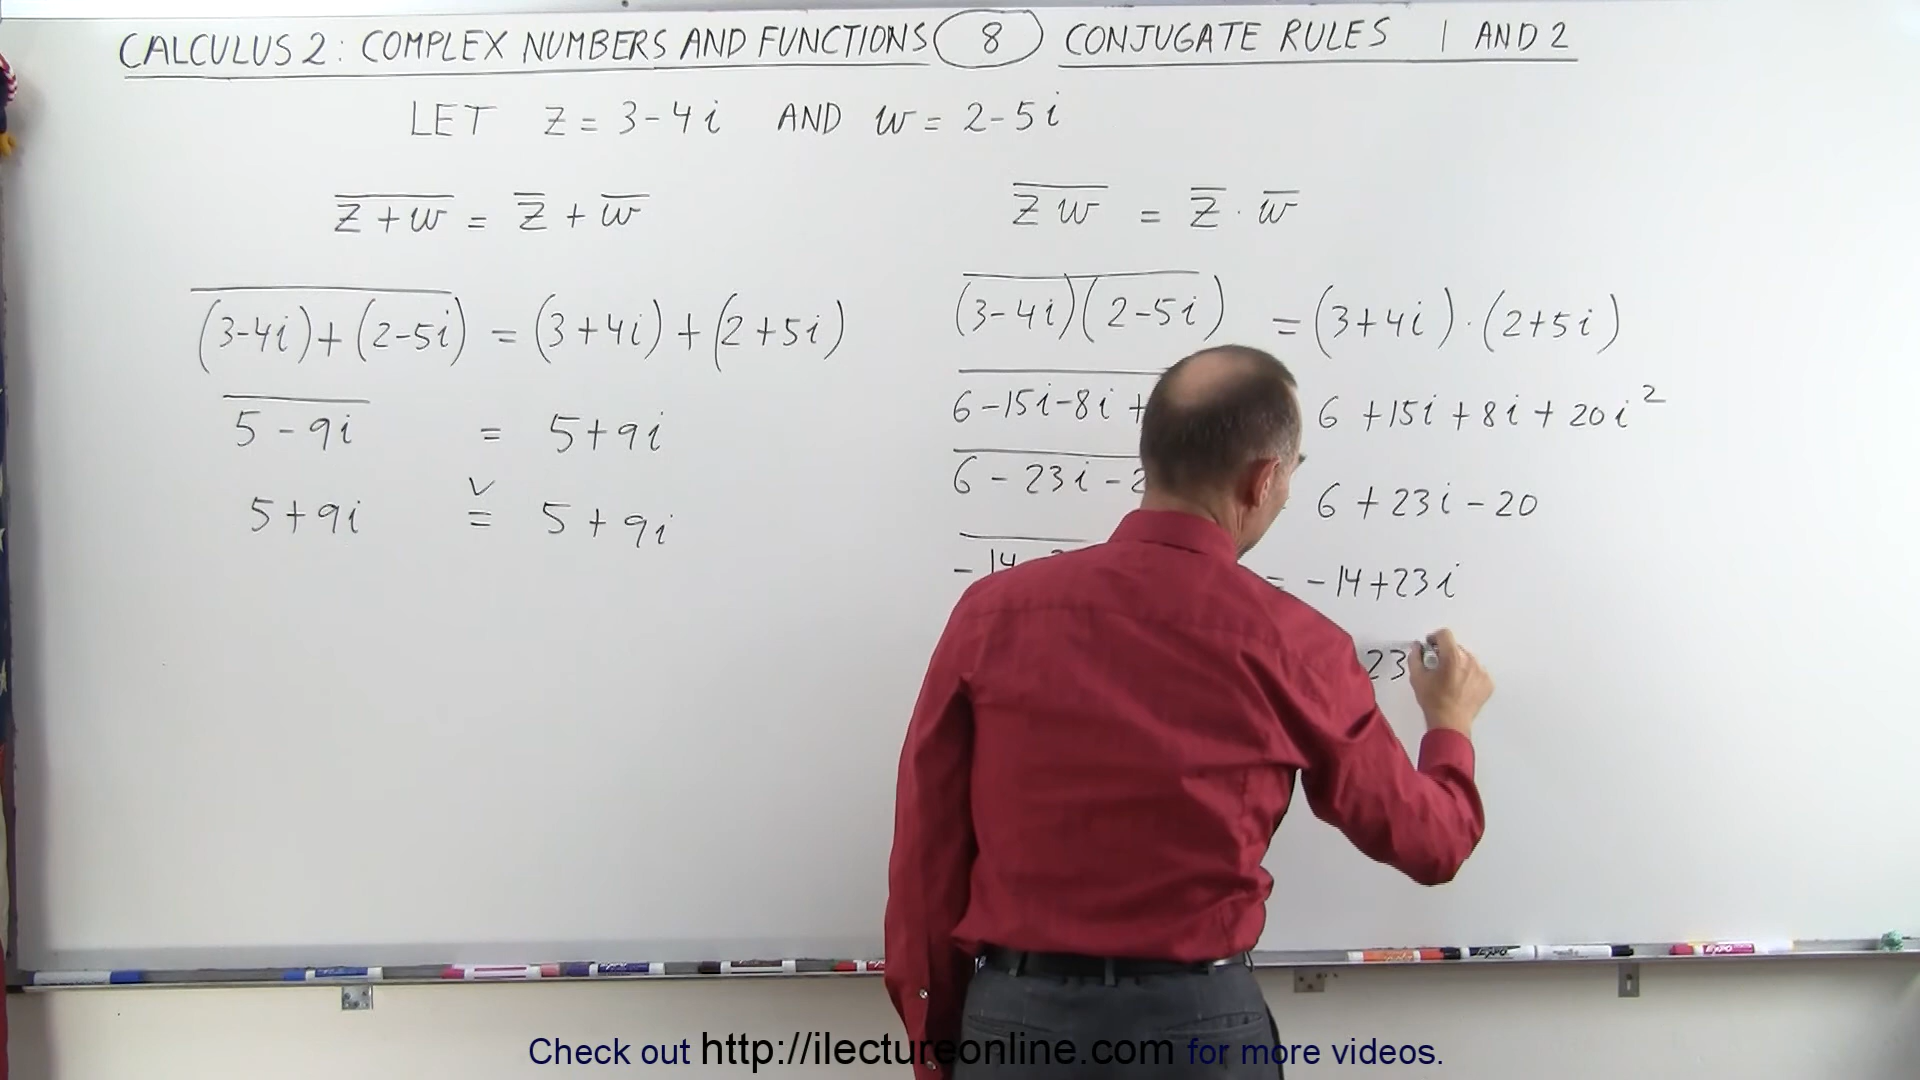 CALCULUS 2: COMPLEX NUMBERS AND FUNCTIONS 8 CONJUGATE RULES 1 AND 2
LET z = 3-4i AND w = 2-5i
z̅ ̅+̅ ̅w̅ = z̅ + w̅
(3-4i)+(2-5i) = (3+4i)+(2+5i)
5-9i = 5+9i
5+9i = 5+9i
z̅ ̅w̅ = z̅ · w̅
(3-4i)(2-5i) = (3+4i)·(2+5i)
6-15i-8i+ 6+15i+8i+20i²
6-23i- 6+23i-20
-14 = -14+23i
23
EXPO
EXPO
Check out http://ilectureonline.com for more videos.